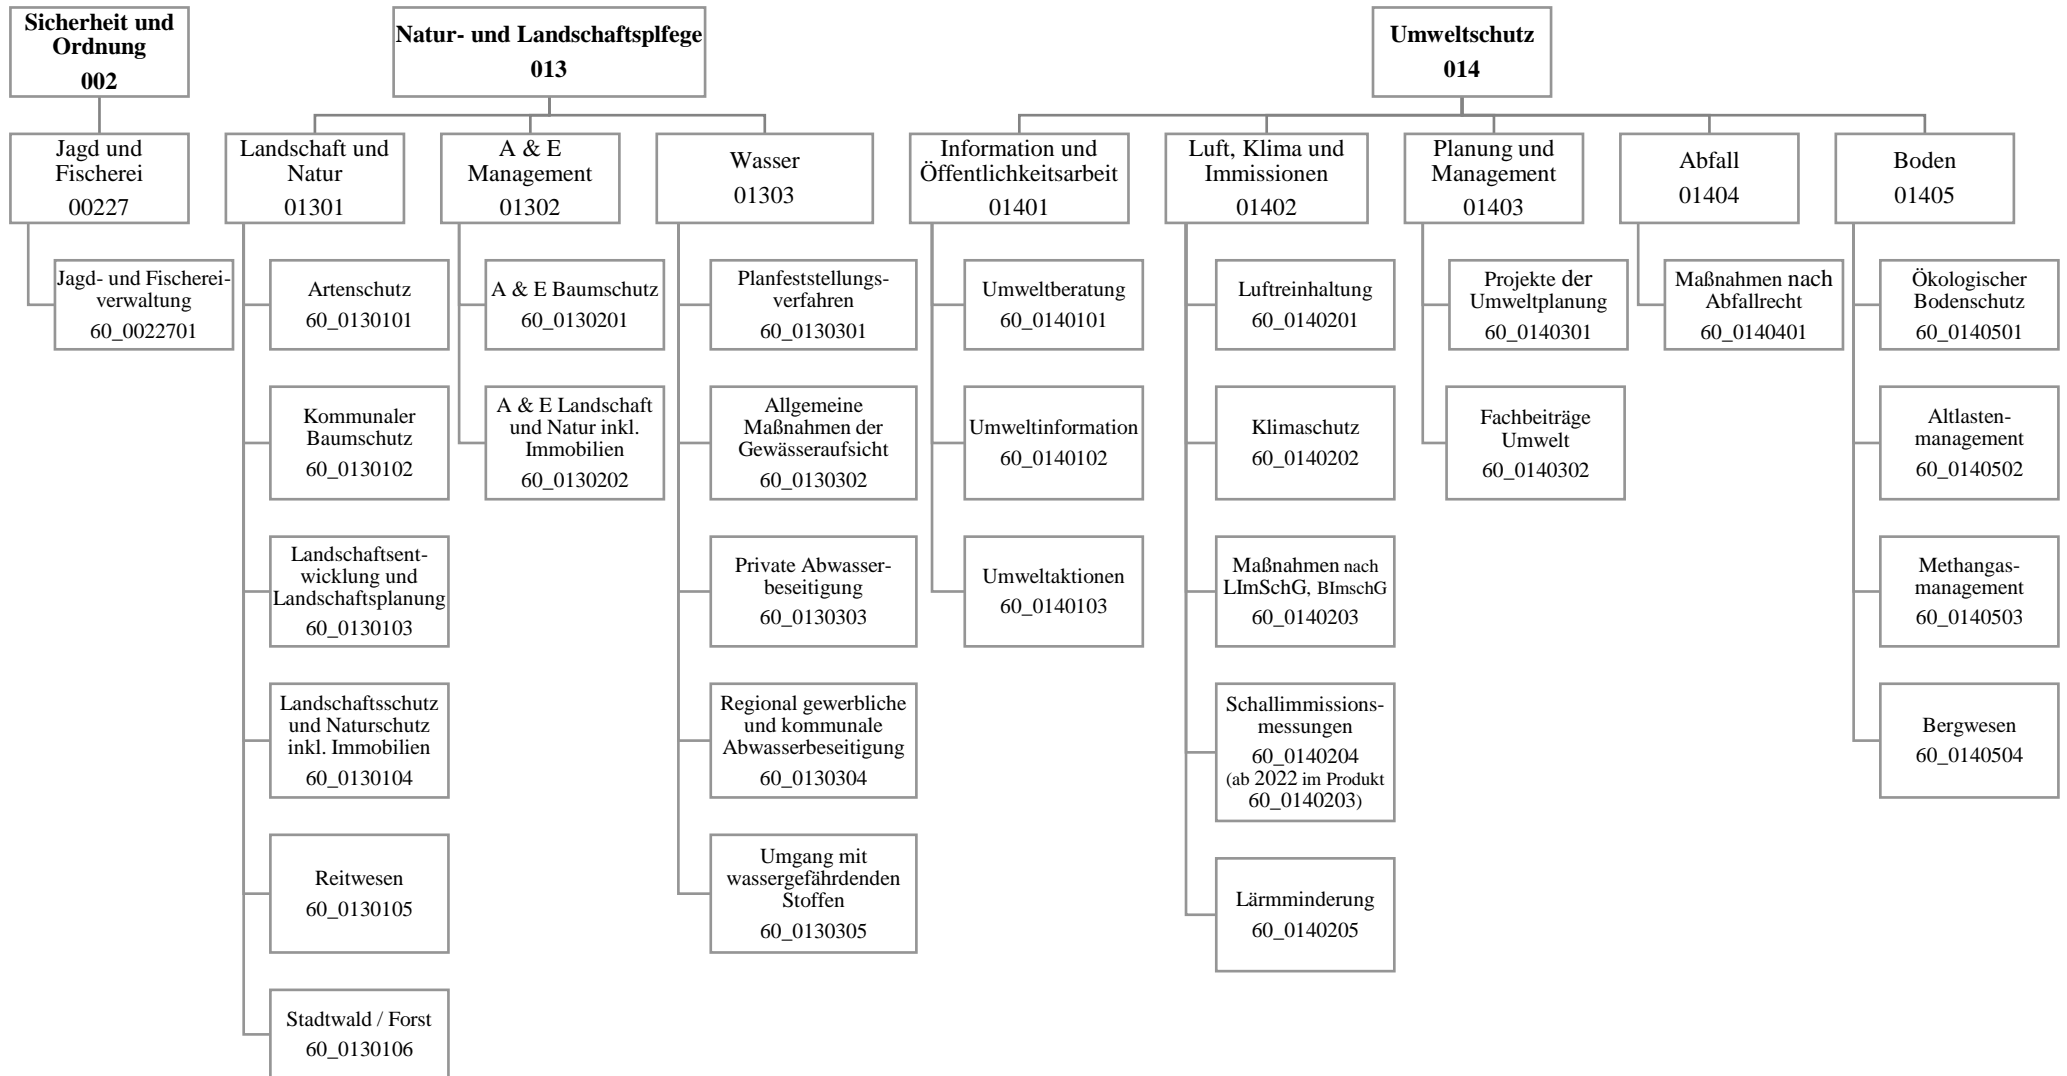 Sicherheit und
Ordnung
002
Natur- und Landschaftsplfege
013
Umweltschutz
014
Jagd und
Fischerei
00227
Landschaft und
Natur
01301
A & E
Management
01302
Wasser
01303
Information und
Öffentlichkeitsarbeit
01401
Luft, Klima und
Immissionen
01402
Planung und
Management
01403
Abfall
01404
Boden
01405
Jagd- und Fischerei-
verwaltung
60_0022701
Artenschutz
60_0130101
Kommunaler
Baumschutz
60_0130102
Landschaftsent-
wicklung und
Landschaftsplanung
60_0130103
Landschaftsschutz
und Naturschutz
inkl. Immobilien
60_0130104
Reitwesen
60_0130105
Stadtwald / Forst
60_0130106
A & E Baumschutz
60_0130201
A & E Landschaft
und Natur inkl.
Immobilien
60_0130202
Planfeststellungs-
verfahren
60_0130301
Allgemeine
Maßnahmen der
Gewässeraufsicht
60_0130302
Private Abwasser-
beseitigung
60_0130303
Regional gewerbliche
und kommunale
Abwasserbeseitigung
60_0130304
Umgang mit
wassergefährdenden
Stoffen
60_0130305
Umweltberatung
60_0140101
Umweltinformation
60_0140102
Umweltaktionen
60_0140103
Luftreinhaltung
60_0140201
Klimaschutz
60_0140202
Maßnahmen nach
LImSchG, BImschG
60_0140203
Schallimmissions-
messungen
60_0140204
(ab 2022 im Produkt
60_0140203)
Lärmminderung
60_0140205
Projekte der
Umweltplanung
60_0140301
Fachbeiträge
Umwelt
60_0140302
Maßnahmen nach
Abfallrecht
60_0140401
Ökologischer
Bodenschutz
60_0140501
Altlasten-
management
60_0140502
Methangas-
management
60_0140503
Bergwesen
60_0140504